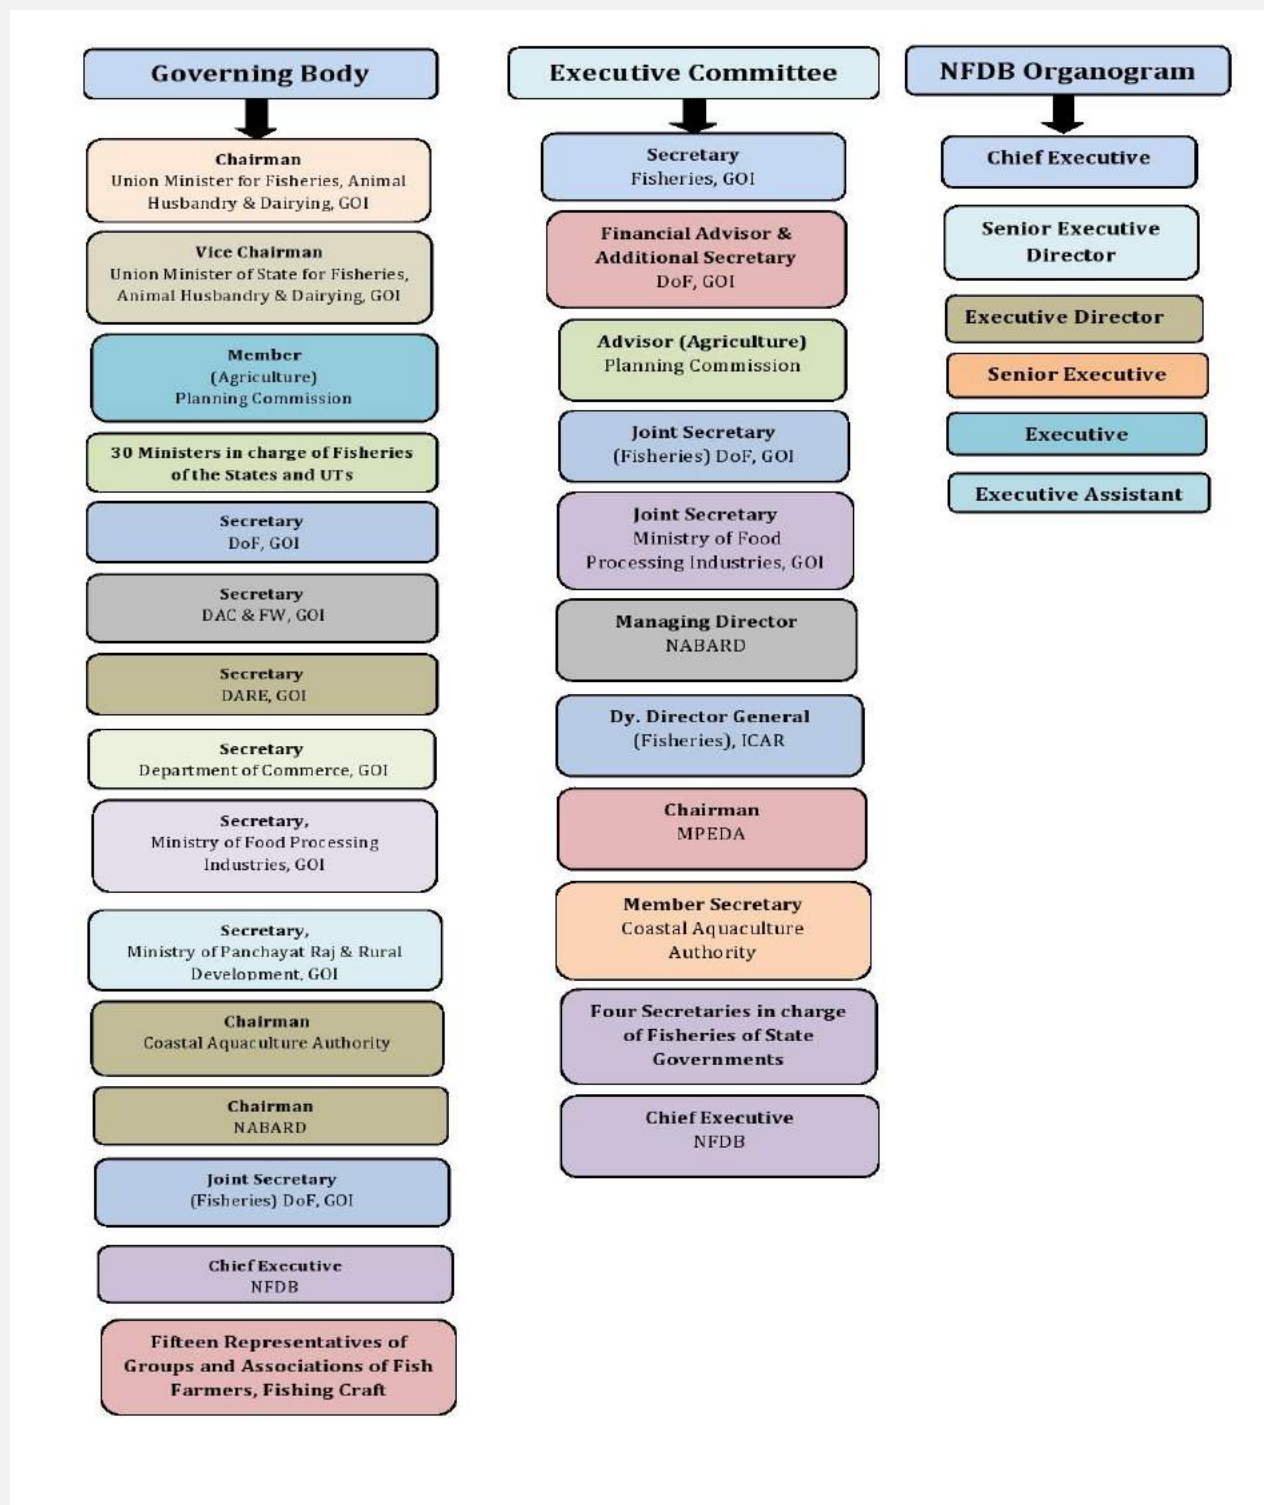 Governing Body
Chairman
Union Minister for Fisheries, Animal
Husbandry & Dairying, GOI
Vice Chairman
Union Minister of State for Fisheries,
Animal Husbandry & Dairying, GOI
Member
(Agriculture)
Planning Commission
30 Ministers in charge of Fisheries
of the States and UTs
Secretary
DoF, GOI
Secretary
DAC & FW, GOI
Secretary
DARE, GOI
Secretary
Department of Commerce, GOI
Secretary,
Ministry of Food Processing
Industries, GOI
Secretary,
Ministry of Panchayat Raj & Rural
Development, GOI
Chairman
Coastal Aquaculture Authority
Chairman
NABARD
Joint Secretary
(Fisheries) DoF, GOI
Chief Executive
NFDB
Fifteen Representatives of
Groups and Associations of Fish
Farmers, Fishing Craft
Executive Committee
Secretary
Fisheries, GOI
Financial Advisor &
Additional Secretary
DoF, GOI
Advisor (Agriculture)
Planning Commission
Joint Secretary
(Fisheries) DoF, GOI
Joint Secretary
Ministry of Food
Processing Industries, GOI
Managing Director
NABARD
Dy. Director General
(Fisheries), ICAR
Chairman
MPEDA
Member Secretary
Coastal Aquaculture
Authority
Four Secretaries in charge
of Fisheries of State
Governments
Chief Executive
NFDB
NFDB Organogram
Chief Executive
Senior Executive
Director
Executive Director
Senior Executive
Executive
Executive Assistant